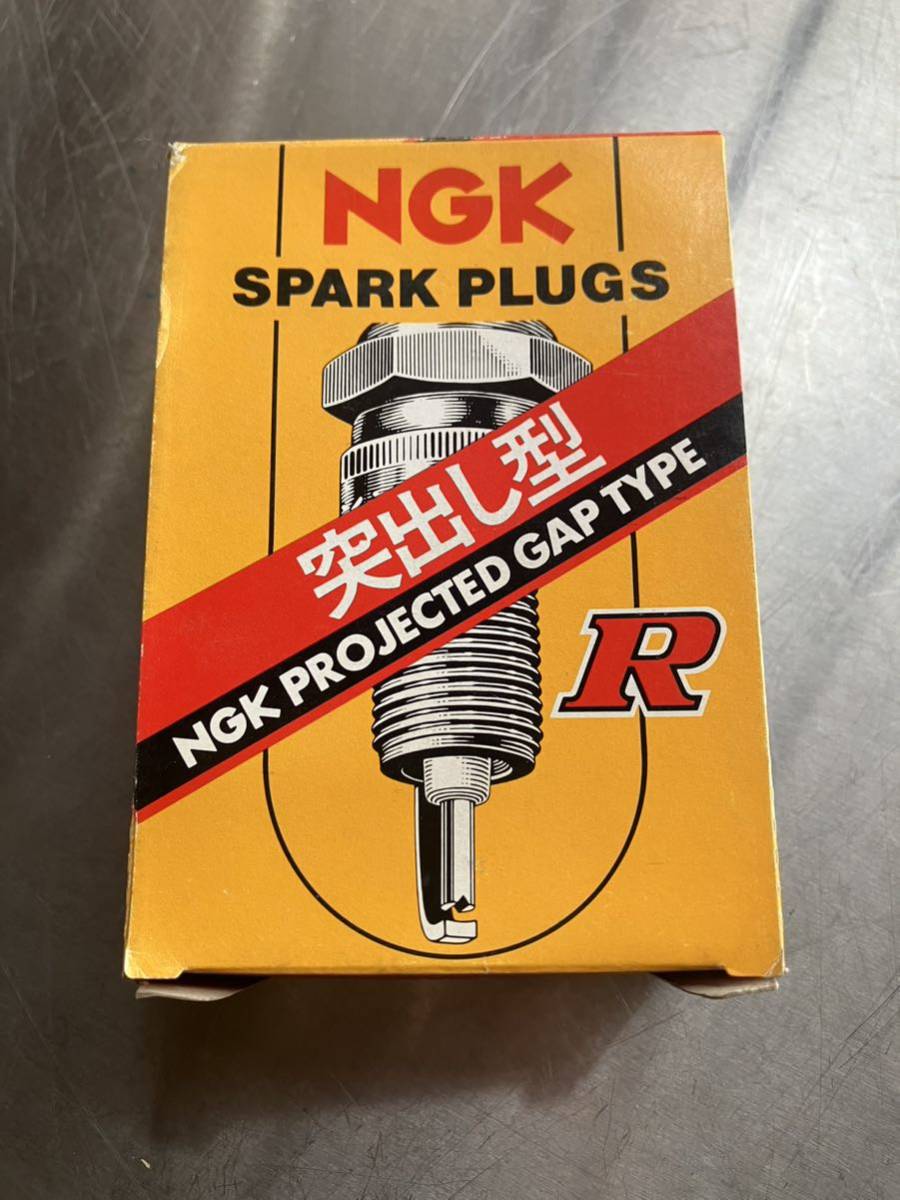 NGK
SPARK PLUGS
突出し型
NGK PROJECTED GAP TYPE
R